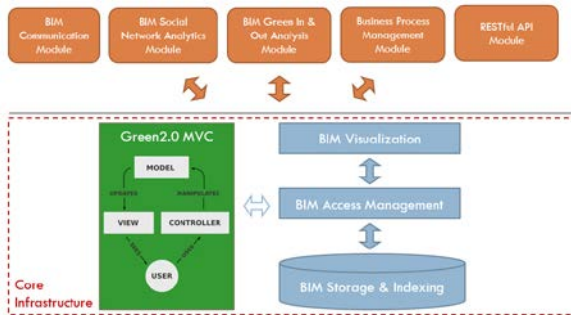 BIM
Communication
Module
BIM Social
Network Analytics
Module
BIM Green In &
Out Analysis
Module
Business Process
Management
Module
RESTful API
Module
Green2.0 MVC
MODEL
UPDATES
MANIPULATES
VIEW
CONTROLLER
SEES
USES
USER
BIM Visualization
BIM Access Management
BIM Storage & Indexing
Core
Infrastructure